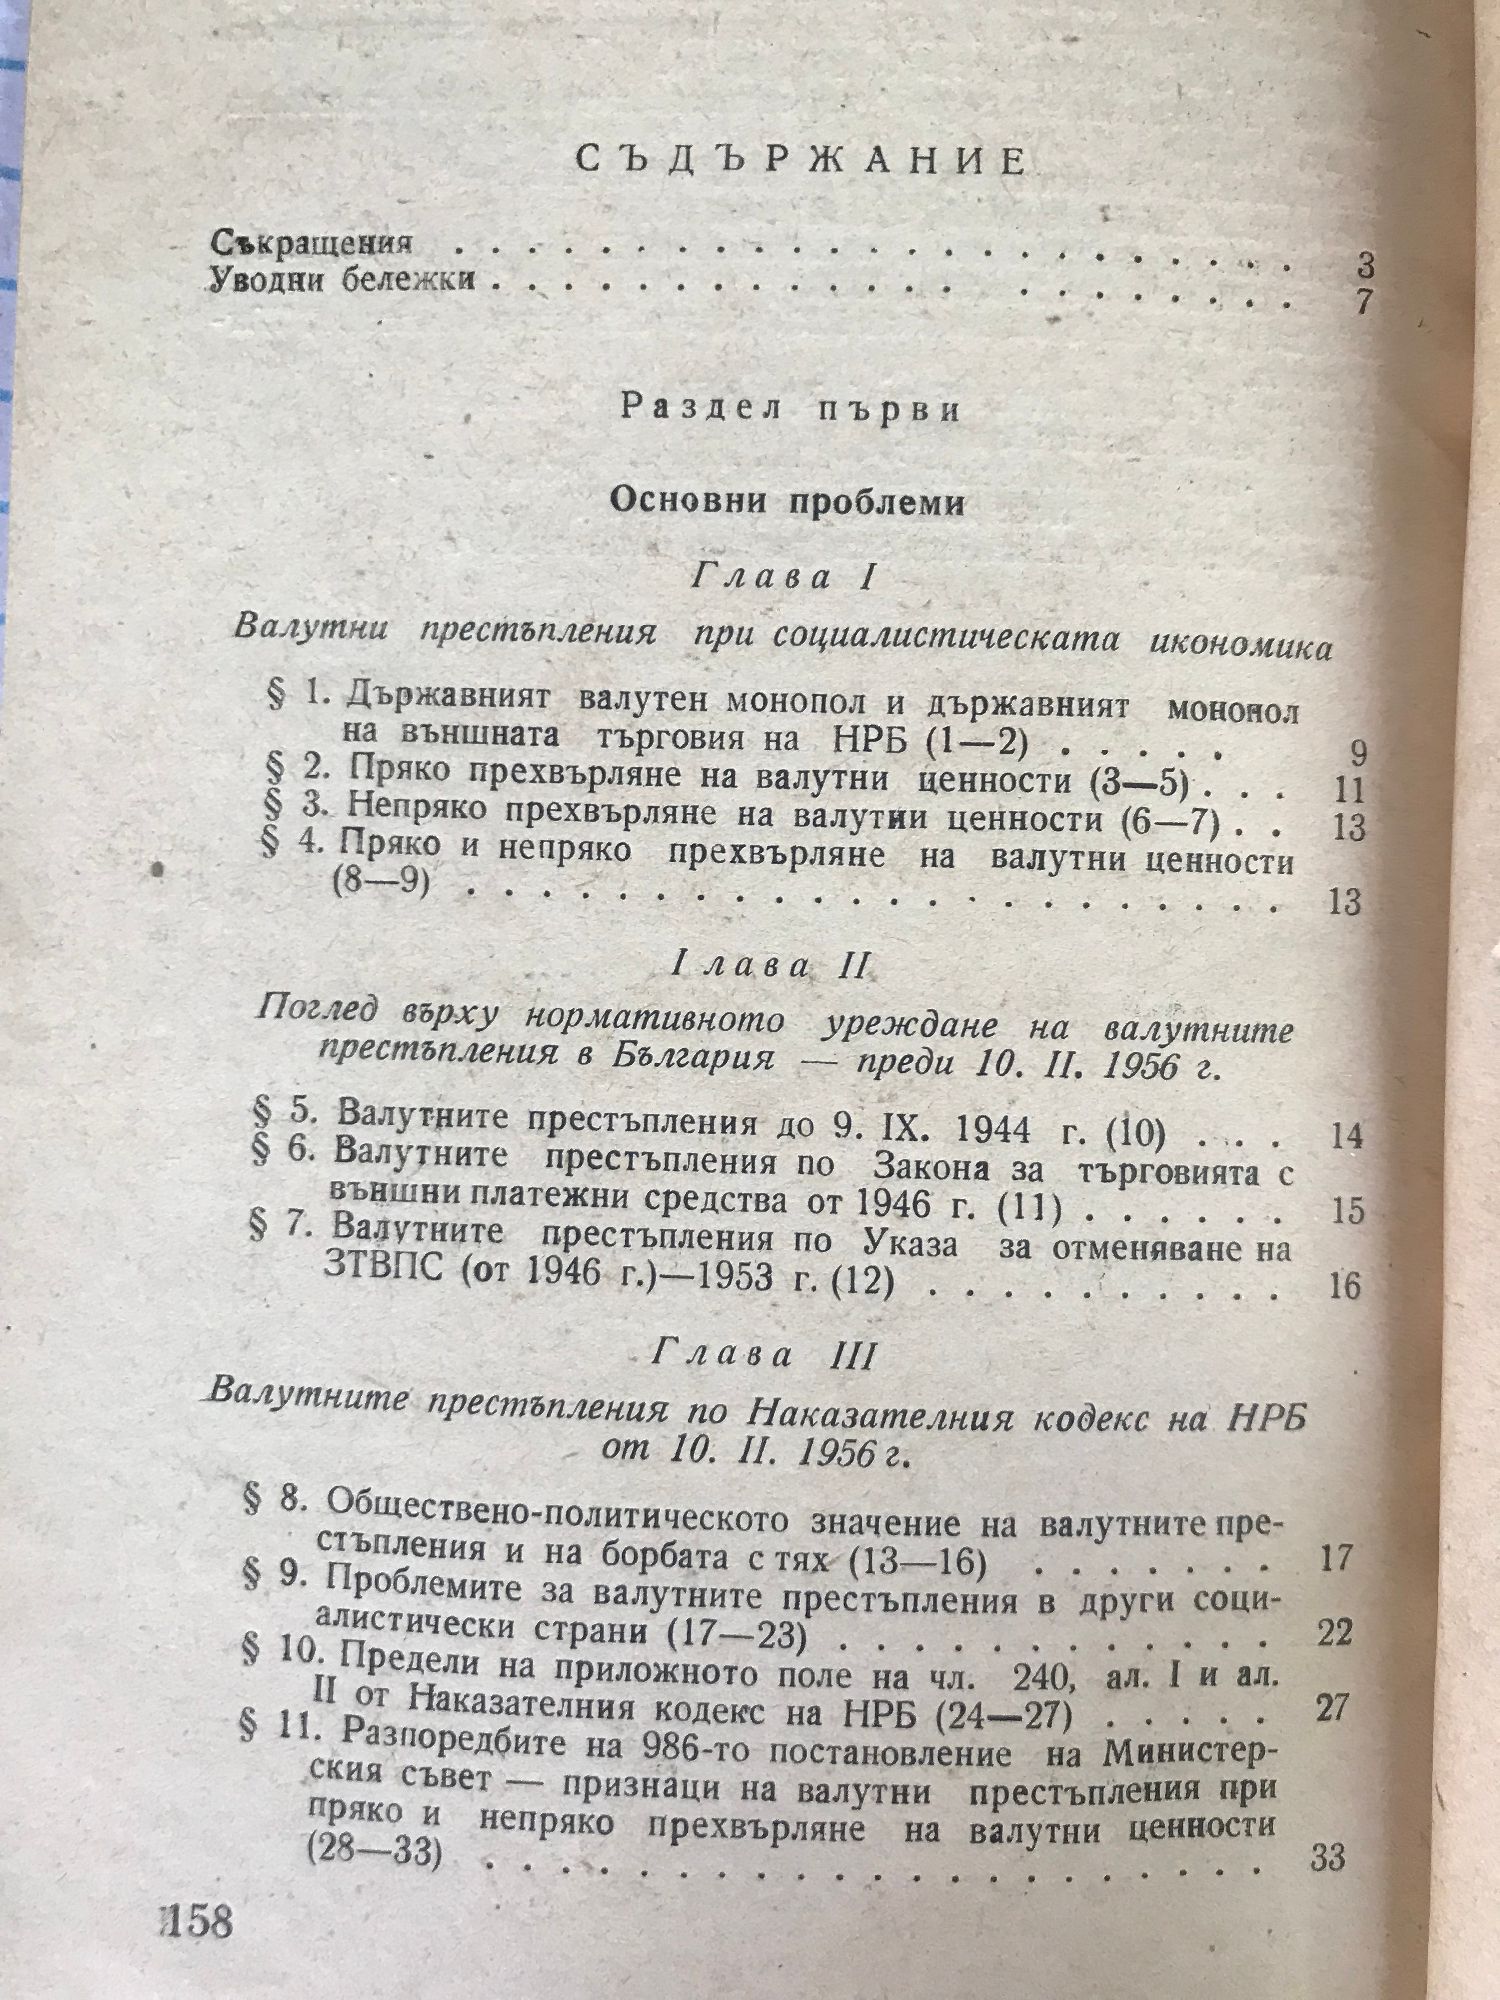 СЪДЪРЖАНИЕ
Съкращения . . . . . . . . . . . . . . . . . . . . . . . 3
Уводни бележки . . . . . . . . . . . . . . . . . . . . . 7
Раздел първи
Основни проблеми
Глава I
Валутни престъпления при социалистическата икономика
§ 1. Държавният валутен монопол и държавният монопол
на външната търговия на НРБ (1—2) . . . . . 9
§ 2. Пряко прехвърляне на валутни ценности (3—5) . . . 11
§ 3. Непряко прехвърляне на валутни ценности (6—7) . . 13
§ 4. Пряко и непряко прехвърляне на валутни ценности
(8—9) . . . . . . . . . . . . . . . . . . . . . 13
Глава II
Поглед върху нормативното уреждане на валутните
престъпления в България — преди 10. II. 1956 г.
§ 5. Валутните престъпления до 9. IX. 1944 г. (10) . . . 14
§ 6. Валутните престъпления по Закона за търговията с
външни платежни средства от 1946 г. (11) . . . . . . 15
§ 7. Валутните престъпления по Указа за отменяване на
ЗТВПС (от 1946 г.)—1953 г. (12) . . . . . . . . . . 16
Глава III
Валутните престъпления по Наказателния кодекс на НРБ
от 10. II. 1956 г.
§ 8. Обществено-политическото значение на валутните пре-
стъпления и на борбата с тях (13—16) . . . . . . . 17
§ 9. Проблемите за валутните престъпления в други соци-
алистически страни (17—23) . . . . . . . . . . . . 22
§ 10. Предели на приложното поле на чл. 240, ал. I и ал.
II от Наказателния кодекс на НРБ (24—27) . . . . . 27
§ 11. Разпоредбите на 986-то постановление на Министер-
ския съвет — признаци на валутни престъпления при
пряко и непряко прехвърляне на валутни ценности
(28—33) . . . . . . . . . . . . . . . . . . . . . 33
158